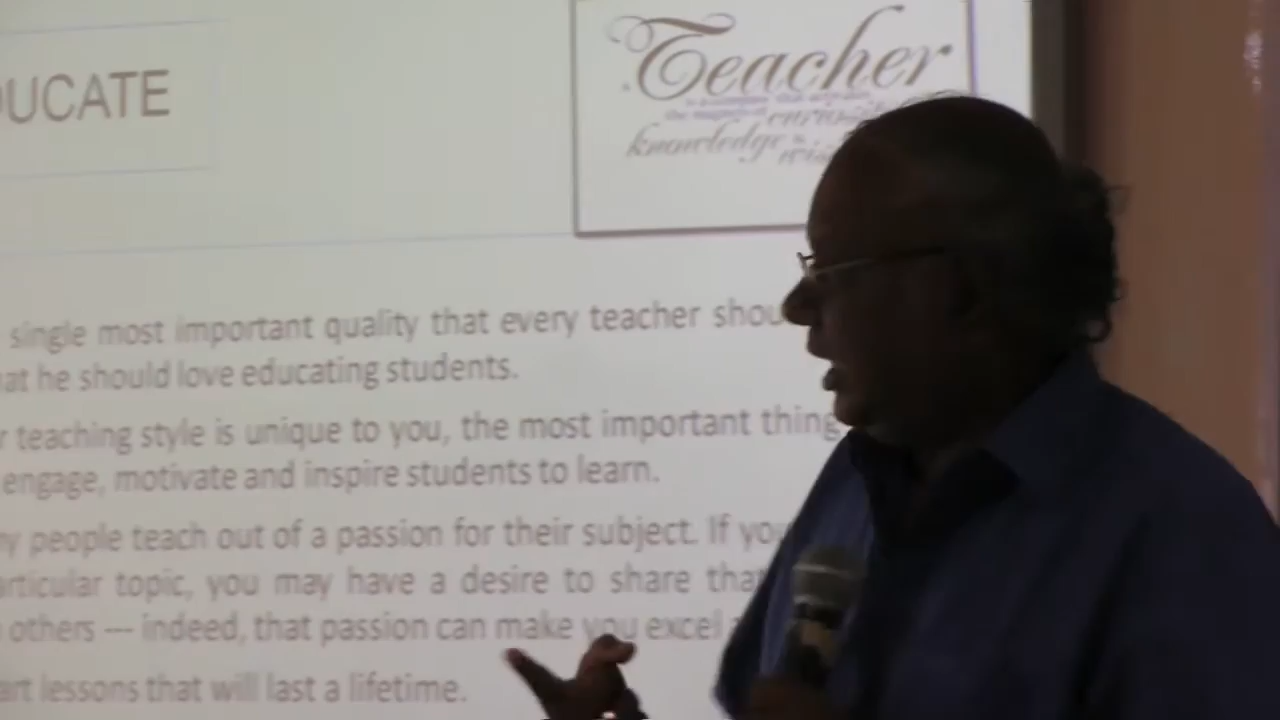 DUCATE
Teacher
knowledge
single most important quality that every teacher shou
at he should love educating students.
r teaching style is unique to you, the most important thing
engage, motivate and inspire students to learn.
y people teach out of a passion for their subject. If you
articular topic, you may have a desire to share that
others — indeed, that passion can make you excel
art lessons that will last a lifetime.